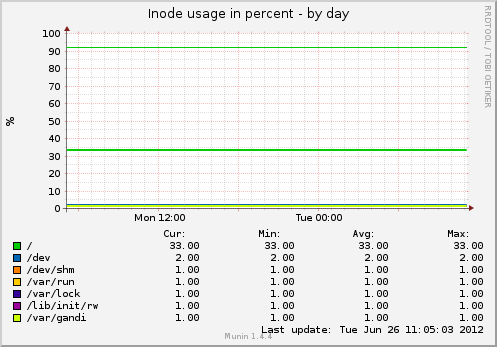 Inode usage in percent - by day
RRDTOOL / TOBI OETIKER
100
90
80
70
60
50
40
30
20
10
0
%
Mon 12:00 Tue 00:00
Cur: Min: Avg: Max:
/ 33.00 33.00 33.00 33.00
/dev 2.00 2.00 2.00 2.00
/dev/shm 1.00 1.00 1.00 1.00
/var/run 1.00 1.00 1.00 1.00
/var/lock 1.00 1.00 1.00 1.00
/lib/init/rw 1.00 1.00 1.00 1.00
/var/gandi 1.00 1.00 1.00 1.00
Last update: Tue Jun 26 11:05:03 2012
Munin 1.4.4